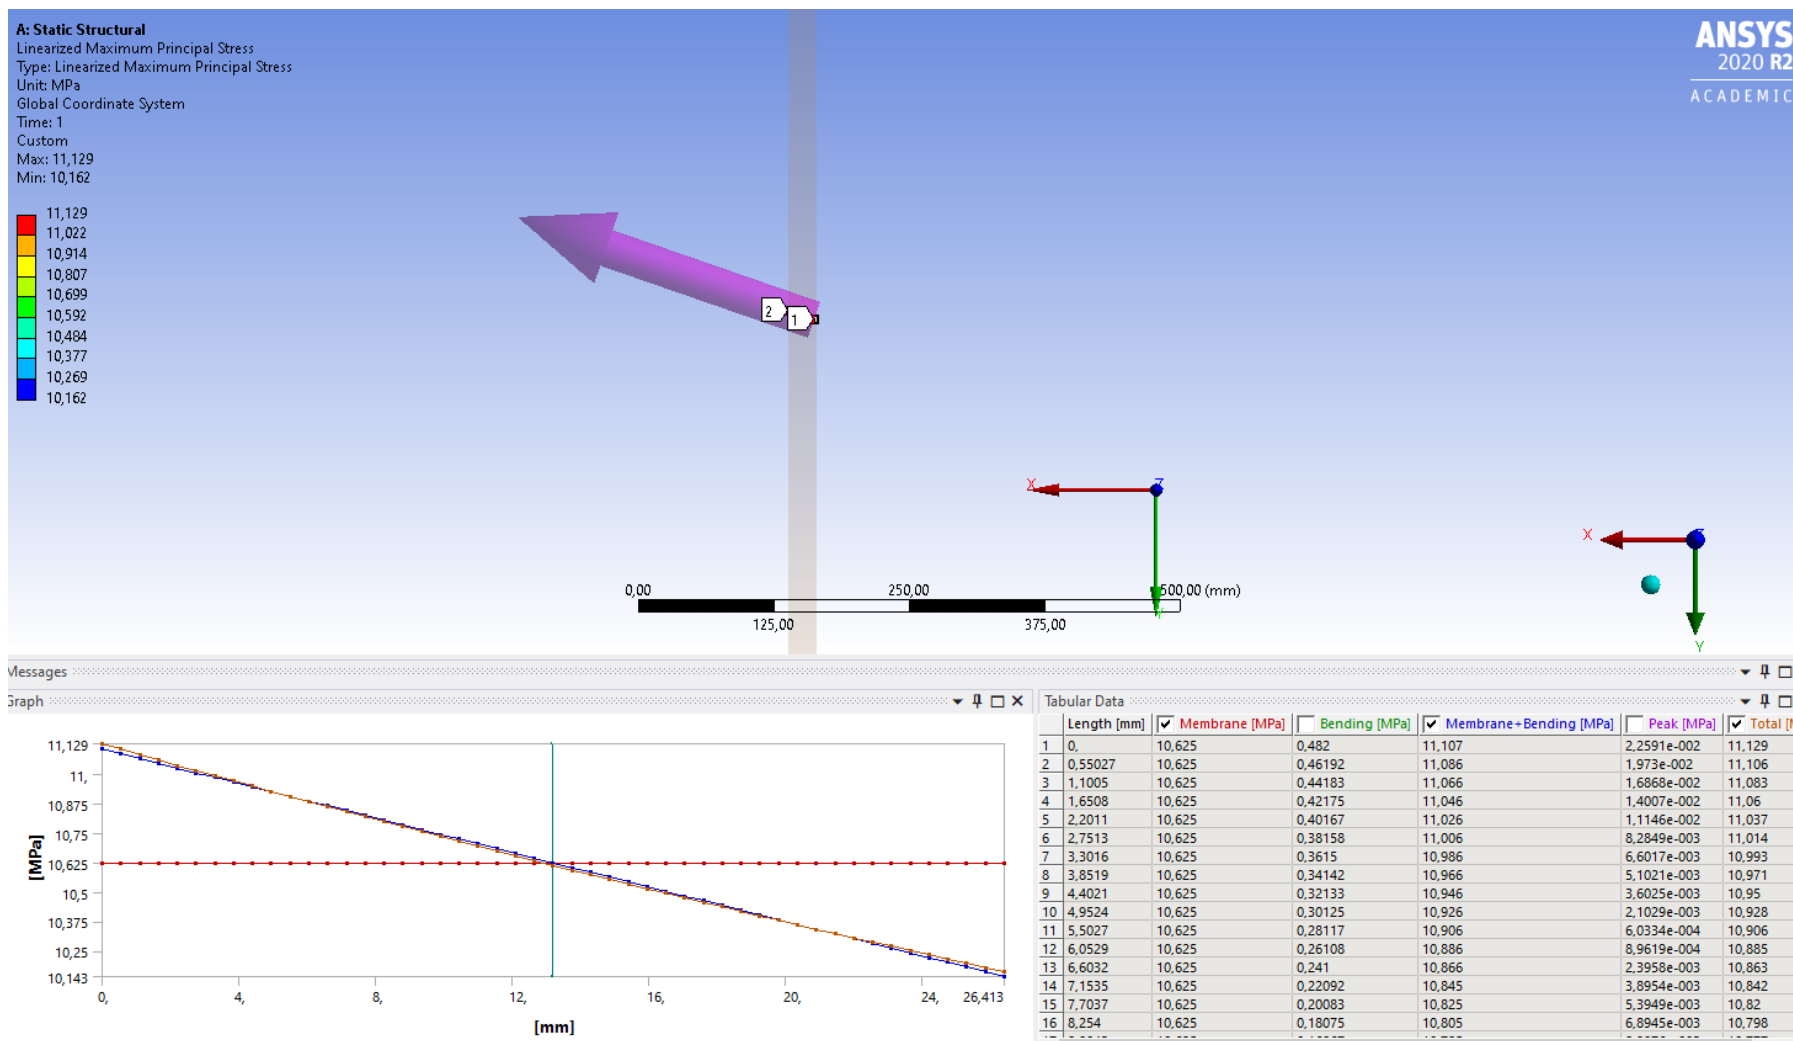 A: Static Structural
Linearized Maximum Principal Stress
Type: Linearized Maximum Principal Stress
Unit: MPa
Global Coordinate System
Time: 1
Custom
Max: 11,129
Min: 10,162
11,129
11,022
10,914
10,807
10,699
10,592
10,484
10,377
10,269
10,162
ANSYS
2020 R2
ACADEMIC
2
1
X
Z
Y
X
Z
Y
0,00
250,00
500,00 (mm)
125,00
375,00
Messages
Graph
11,129
11,
10,875
10,75
10,625
10,5
10,375
10,25
10,143
[MPa]
0,
4,
8,
12,
16,
20,
24,
26,413
[mm]
Tabular Data
Length [mm] Membrane [MPa] Bending [MPa] Membrane+Bending [MPa] Peak [MPa] Total [M
1 0, 10,625 0,482 11,107 2,2591e-002 11,129
2 0,55027 10,625 0,46192 11,086 1,973e-002 11,106
3 1,1005 10,625 0,44183 11,066 1,6868e-002 11,083
4 1,6508 10,625 0,42175 11,046 1,4007e-002 11,06
5 2,2011 10,625 0,40167 11,026 1,1146e-002 11,037
6 2,7513 10,625 0,38158 11,006 8,2849e-003 11,014
7 3,3016 10,625 0,3615 10,986 6,6017e-003 10,993
8 3,8519 10,625 0,34142 10,966 5,1021e-003 10,971
9 4,4021 10,625 0,32133 10,946 3,6025e-003 10,95
10 4,9524 10,625 0,30125 10,926 2,1029e-003 10,928
11 5,5027 10,625 0,28117 10,906 6,0334e-004 10,906
12 6,0529 10,625 0,26108 10,886 8,9619e-004 10,885
13 6,6032 10,625 0,241 10,866 2,3958e-003 10,863
14 7,1535 10,625 0,22092 10,845 3,8954e-003 10,842
15 7,7037 10,625 0,20083 10,825 5,3949e-003 10,82
16 8,254 10,625 0,18075 10,805 6,8945e-003 10,798